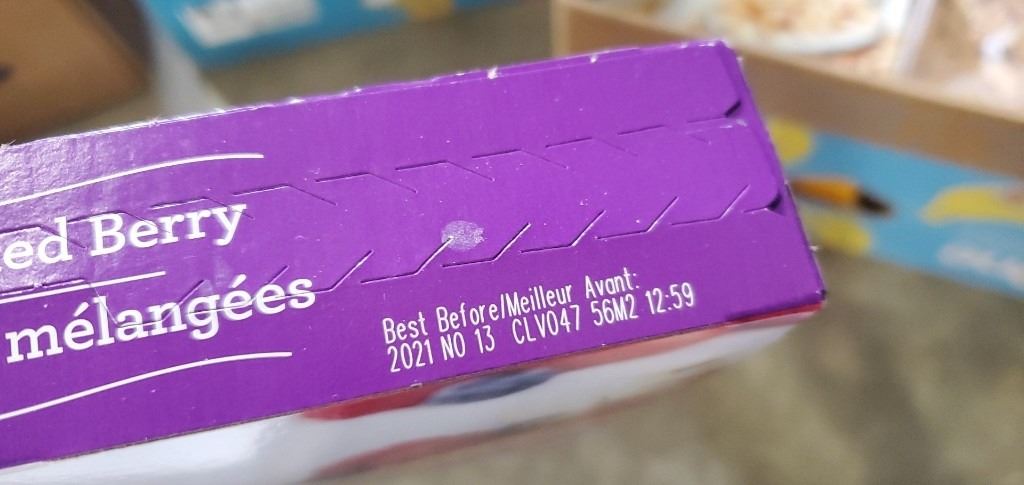 ed Berry
mélangées
Best Before/Meilleur Avant:
2021 NO 13 CLV047 56M2 12:59